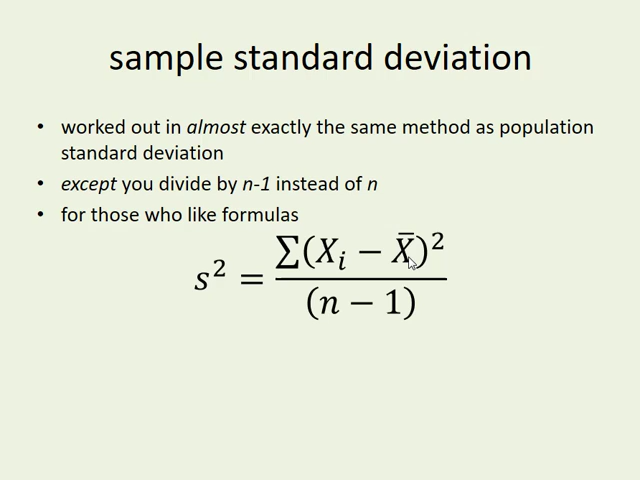 sample standard deviation
• worked out in almost exactly the same method as population
standard deviation
• except you divide by n-1 instead of n
• for those who like formulas
s² = ∑(Xᵢ − X̄)² / (n − 1)